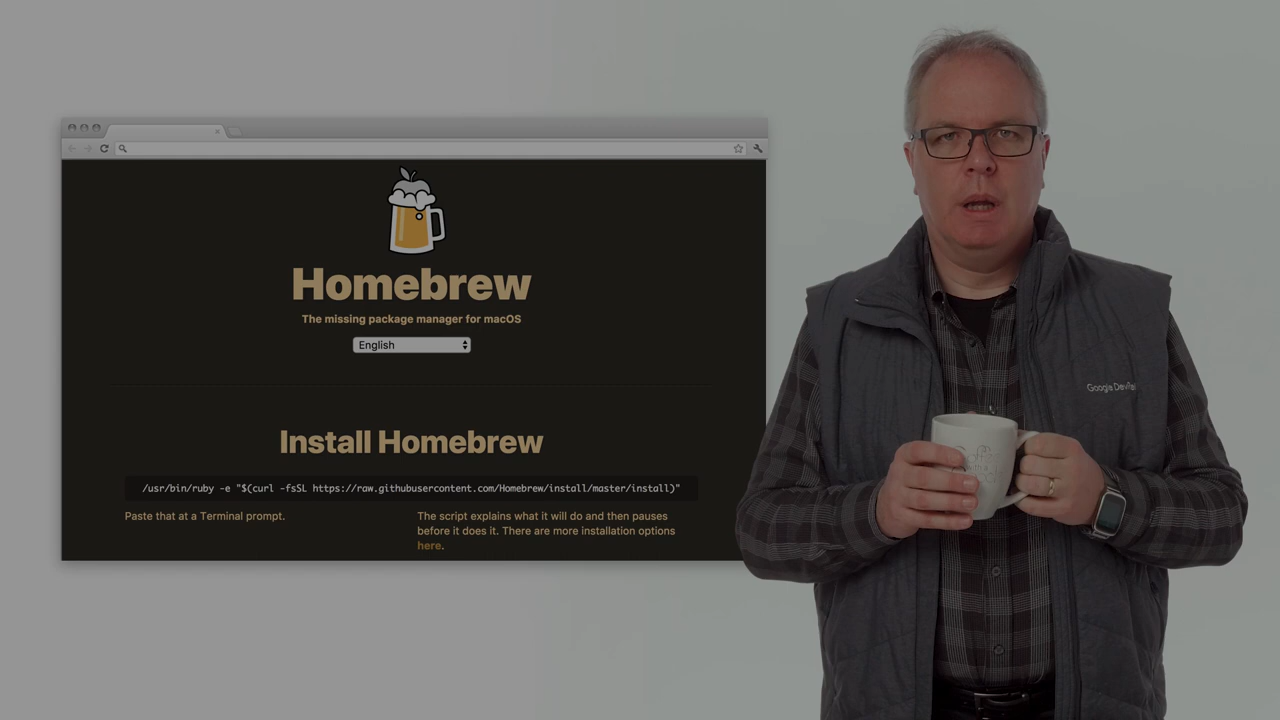 Homebrew
The missing package manager for macOS
English
Install Homebrew
/usr/bin/ruby -e "$(curl -fsSL https://raw.githubusercontent.com/Homebrew/install/master/install)"
Paste that at a Terminal prompt.
The script explains what it will do and then pauses
before it does it. There are more installation options
here.
Google DevFest